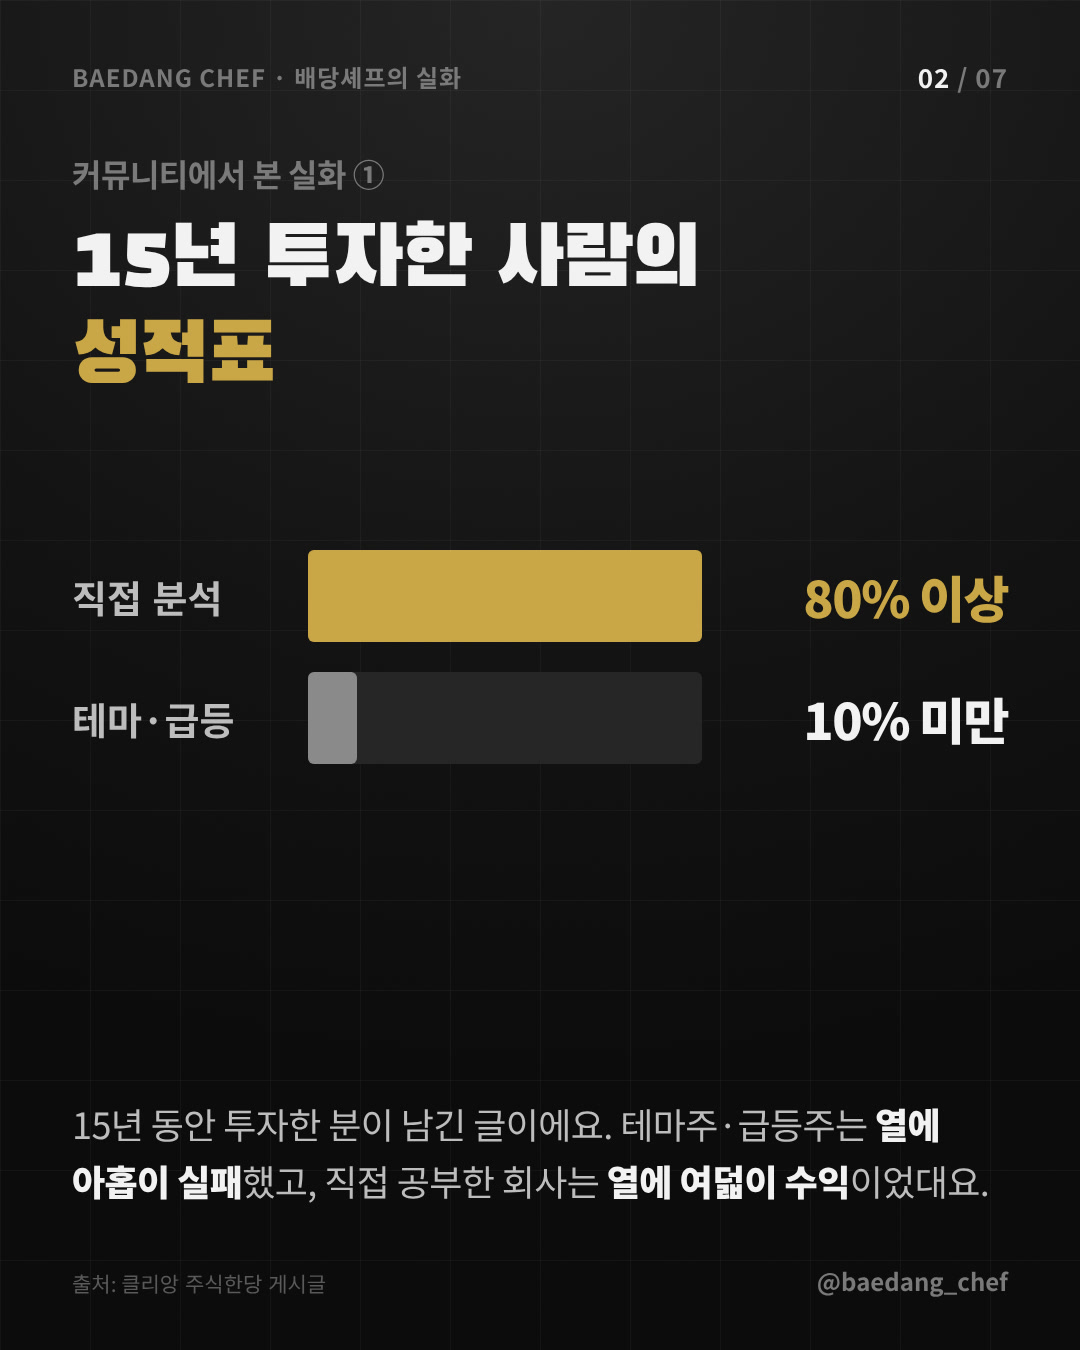 BAEDANG CHEF · 배당셰프의 실화
02 / 07
커뮤니티에서 본 실화 ①
15년 투자한 사람의
성적표
직접 분석
80% 이상
테마·급등
10% 미만
15년 동안 투자한 분이 남긴 글이에요. 테마주·급등주는 열에
아홉이 실패했고, 직접 공부한 회사는 열에 여덟이 수익이었대요.
출처: 클리앙 주식한당 게시글
@baedang_chef